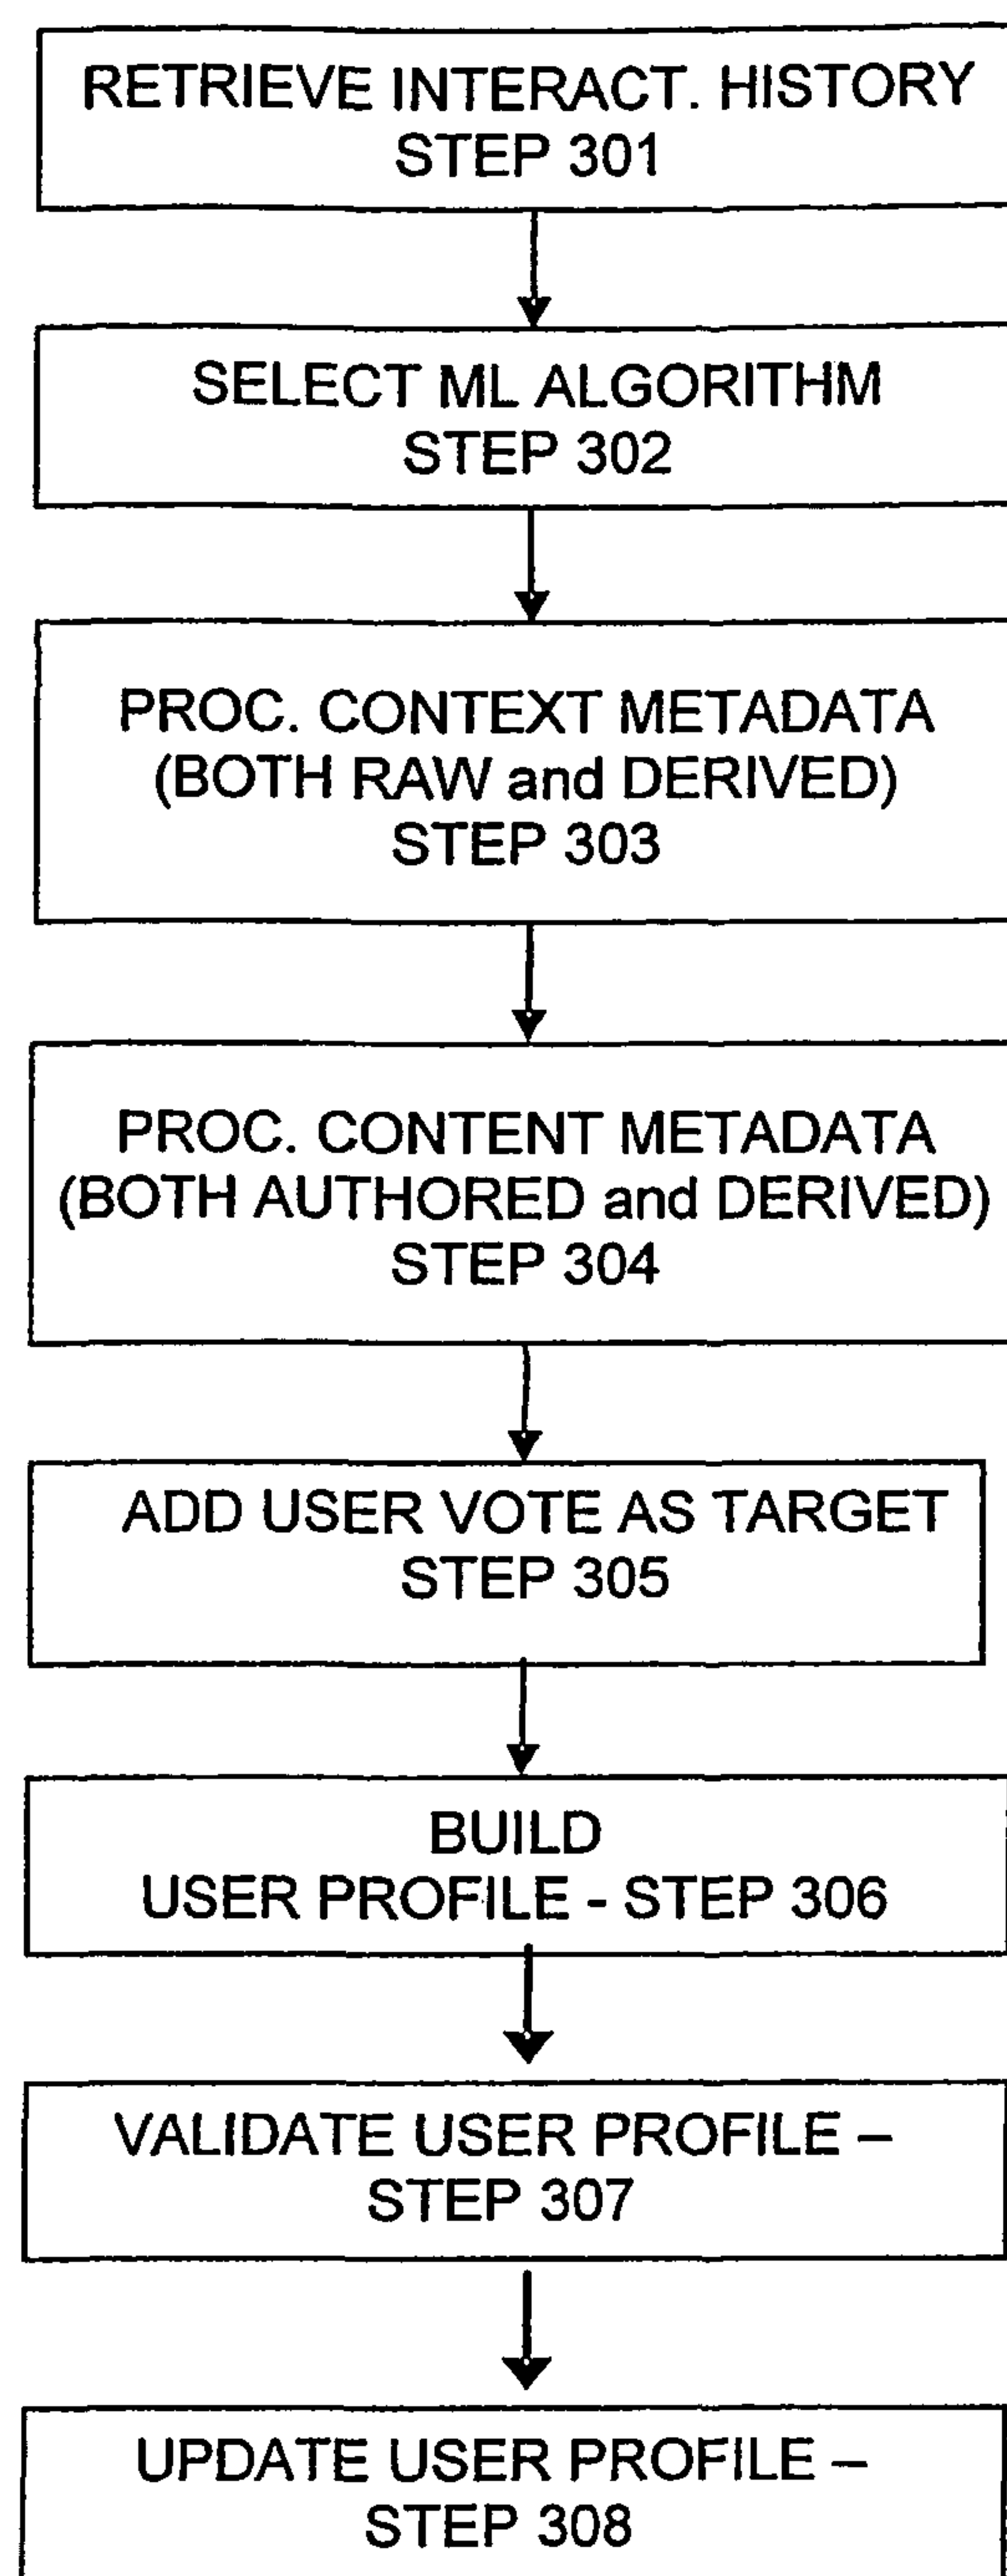 RETRIEVE INTERACT. HISTORY
STEP 301
SELECT ML ALGORITHM
STEP 302
PROC. CONTEXT METADATA
(BOTH RAW and DERIVED)
STEP 303
PROC. CONTENT METADATA
(BOTH AUTHORED and DERIVED)
STEP 304
ADD USER VOTE AS TARGET
STEP 305
BUILD
USER PROFILE - STEP 306
VALIDATE USER PROFILE –
STEP 307
UPDATE USER PROFILE –
STEP 308